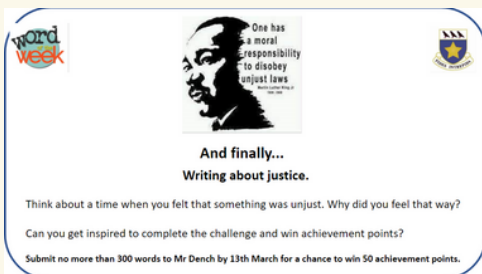 word
week
One has
a moral
responsibility
to disobey
unjust laws
Martin Luther King Jr
And finally...
Writing about justice.
Think about a time when you felt that something was unjust. Why did you feel that way?
Can you get inspired to complete the challenge and win achievement points?
Submit no more than 300 words to Mr Dench by 13th March for a chance to win 50 achievement points.